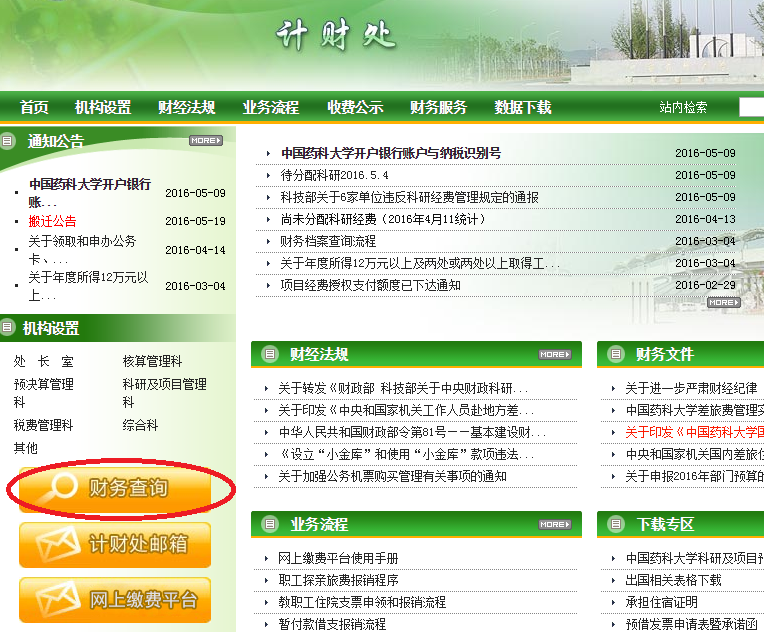 计财处
首页 机构设置 财经法规 业务流程 收费公示 财务服务 数据下载 站内检索
通知公告 MORE
中国药科大学开户银行
账... 2016-05-09
搬迁公告 2016-05-19
关于领取和申办公务
卡、... 2016-04-14
关于年度所得12万元以
上... 2016-03-04
机构设置
处 长 室 核算管理科
预决算管理
科
科研及项目管理
科
税费管理科 综合科
其他
财务查询
计财处邮箱
网上缴费平台
中国药科大学开户银行账户与纳税识别号 2016-05-09
待分配科研2016.5.4 2016-05-09
科技部关于6家单位违反科研经费管理规定的通报 2016-05-09
尚未分配科研经费（2016年4月11统计） 2016-04-13
财务档案查询流程 2016-03-04
关于年度所得12万元以上及两处或两处以上取得工... 2016-03-04
项目经费授权支付额度已下达通知 2016-02-29
MORE
财经法规 MORE
关于转发《财政部 科技部关于中央财政科研...
关于印发《中央和国家机关工作人员赴地方差...
中华人民共和国财政部令第81号－－基本建设财...
《设立“小金库”和使用“小金库”款项违法...
关于加强公务机票购买管理有关事项的通知
财务文件
关于进一步严肃财经纪律
中国药科大学差旅费管理实
关于印发《中国药科大学国
中央和国家机关国内差旅住
关于申报2016年部门预算的
业务流程 MORE
网上缴费平台使用手册
职工探亲旅费报销程序
教职工住院支票申领和报销流程
暂付款借支报销流程
下载专区
中国药科大学科研及项目预
出国相关表格下载
承担住宿证明
预借发票申请表暨承诺函